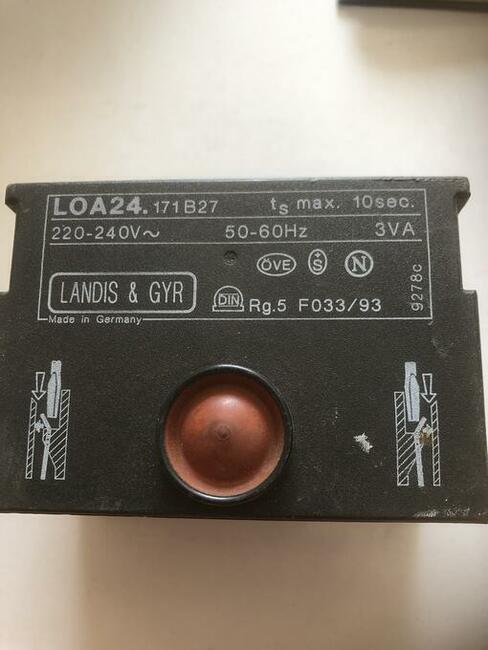 LOA24.171B27 ts max. 10sec.
220-240V~ 50-60Hz 3VA
ÖVE S N
LANDIS & GYR DIN Rg.5 F033/93
Made in Germany
9278c